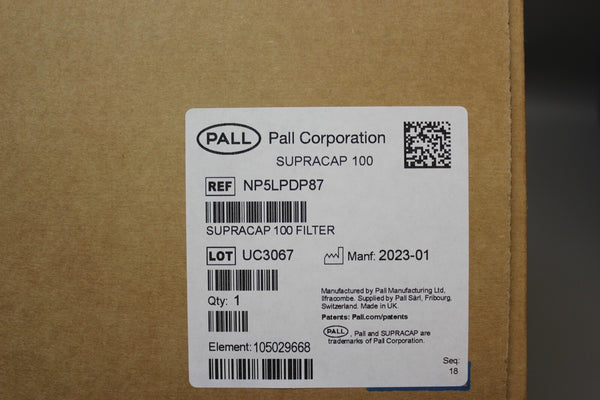 PALL Pall Corporation
SUPRACAP 100
REF NP5LPDP87
SUPRACAP 100 FILTER
LOT UC3067 Manf: 2023-01
Qty: 1
Manufactured by Pall Manufacturing Ltd,
Ilfracombe. Supplied by Pall Sàrl, Fribourg,
Switzerland. Made in UK.
Patents: Pall.com/patents
PALL, Pall and SUPRACAP are
trademarks of Pall Corporation.
Element: 105029668
Seq:
18